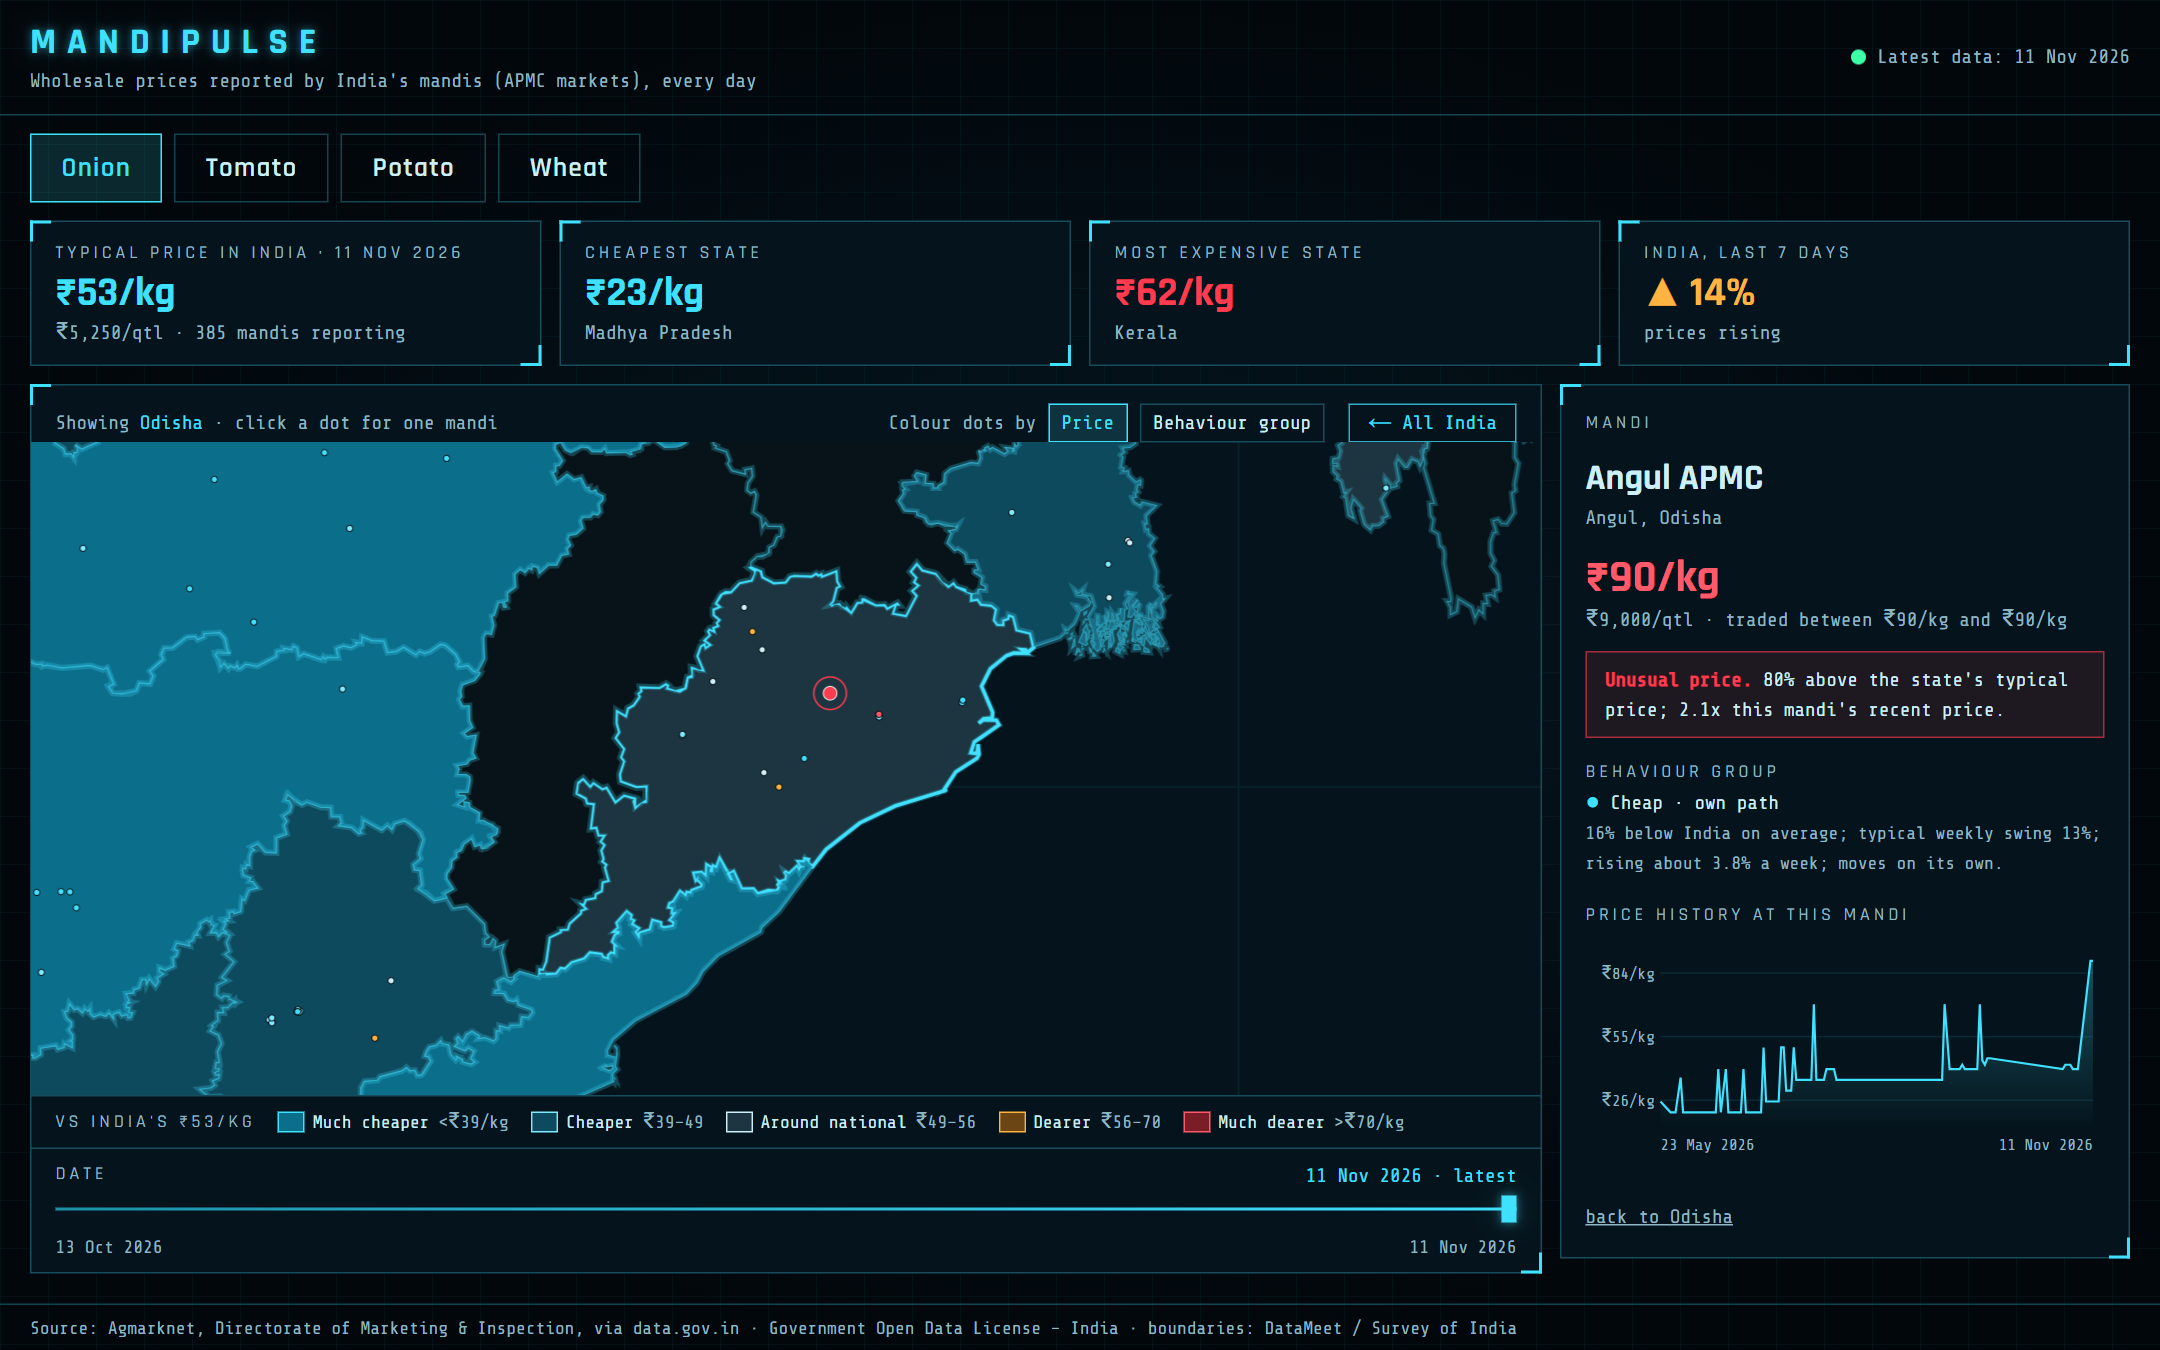 MANDIPULSE
Wholesale prices reported by India's mandis (APMC markets), every day
Latest data: 11 Nov 2026
Onion
Tomato
Potato
Wheat
TYPICAL PRICE IN INDIA · 11 NOV 2026
₹53/kg
₹5,250/qtl · 385 mandis reporting
CHEAPEST STATE
₹23/kg
Madhya Pradesh
MOST EXPENSIVE STATE
₹62/kg
Kerala
INDIA, LAST 7 DAYS
▲ 14%
prices rising
Showing Odisha · click a dot for one mandi
Colour dots by
Price
Behaviour group
← All India
VS INDIA'S ₹53/KG
Much cheaper <₹39/kg
Cheaper ₹39–49
Around national ₹49–56
Dearer ₹56–70
Much dearer >₹70/kg
DATE
11 Nov 2026 · latest
13 Oct 2026
11 Nov 2026
MANDI
Angul APMC
Angul, Odisha
₹90/kg
₹9,000/qtl · traded between ₹90/kg and ₹90/kg
Unusual price. 80% above the state's typical
price; 2.1x this mandi's recent price.
BEHAVIOUR GROUP
Cheap · own path
16% below India on average; typical weekly swing 13%;
rising about 3.8% a week; moves on its own.
PRICE HISTORY AT THIS MANDI
₹84/kg
₹55/kg
₹26/kg
23 May 2026
11 Nov 2026
back to Odisha
Source: Agmarknet, Directorate of Marketing & Inspection, via data.gov.in · Government Open Data License – India · boundaries: DataMeet / Survey of India